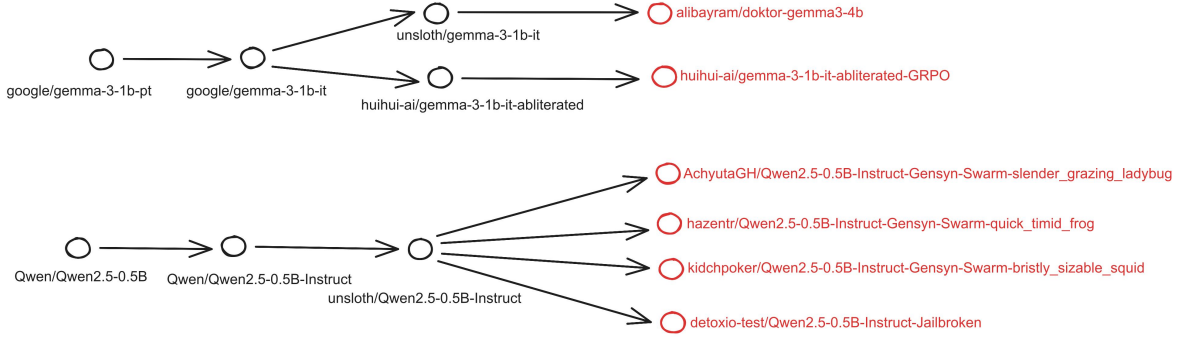 alibayram/doktor-gemma3-4b
unsloth/gemma-3-1b-it
google/gemma-3-1b-pt
google/gemma-3-1b-it
huihui-ai/gemma-3-1b-it-abliterated-GRPO
huihui-ai/gemma-3-1b-it-abliterated
AchyutaGH/Qwen2.5-0.5B-Instruct-Gensyn-Swarm-slender_grazing_ladybug
hazentr/Qwen2.5-0.5B-Instruct-Gensyn-Swarm-quick_timid_frog
Qwen/Qwen2.5-0.5B
Qwen/Qwen2.5-0.5B-Instruct
unsloth/Qwen2.5-0.5B-Instruct
kidchpoker/Qwen2.5-0.5B-Instruct-Gensyn-Swarm-bristly_sizable_squid
detoxio-test/Qwen2.5-0.5B-Instruct-Jailbroken